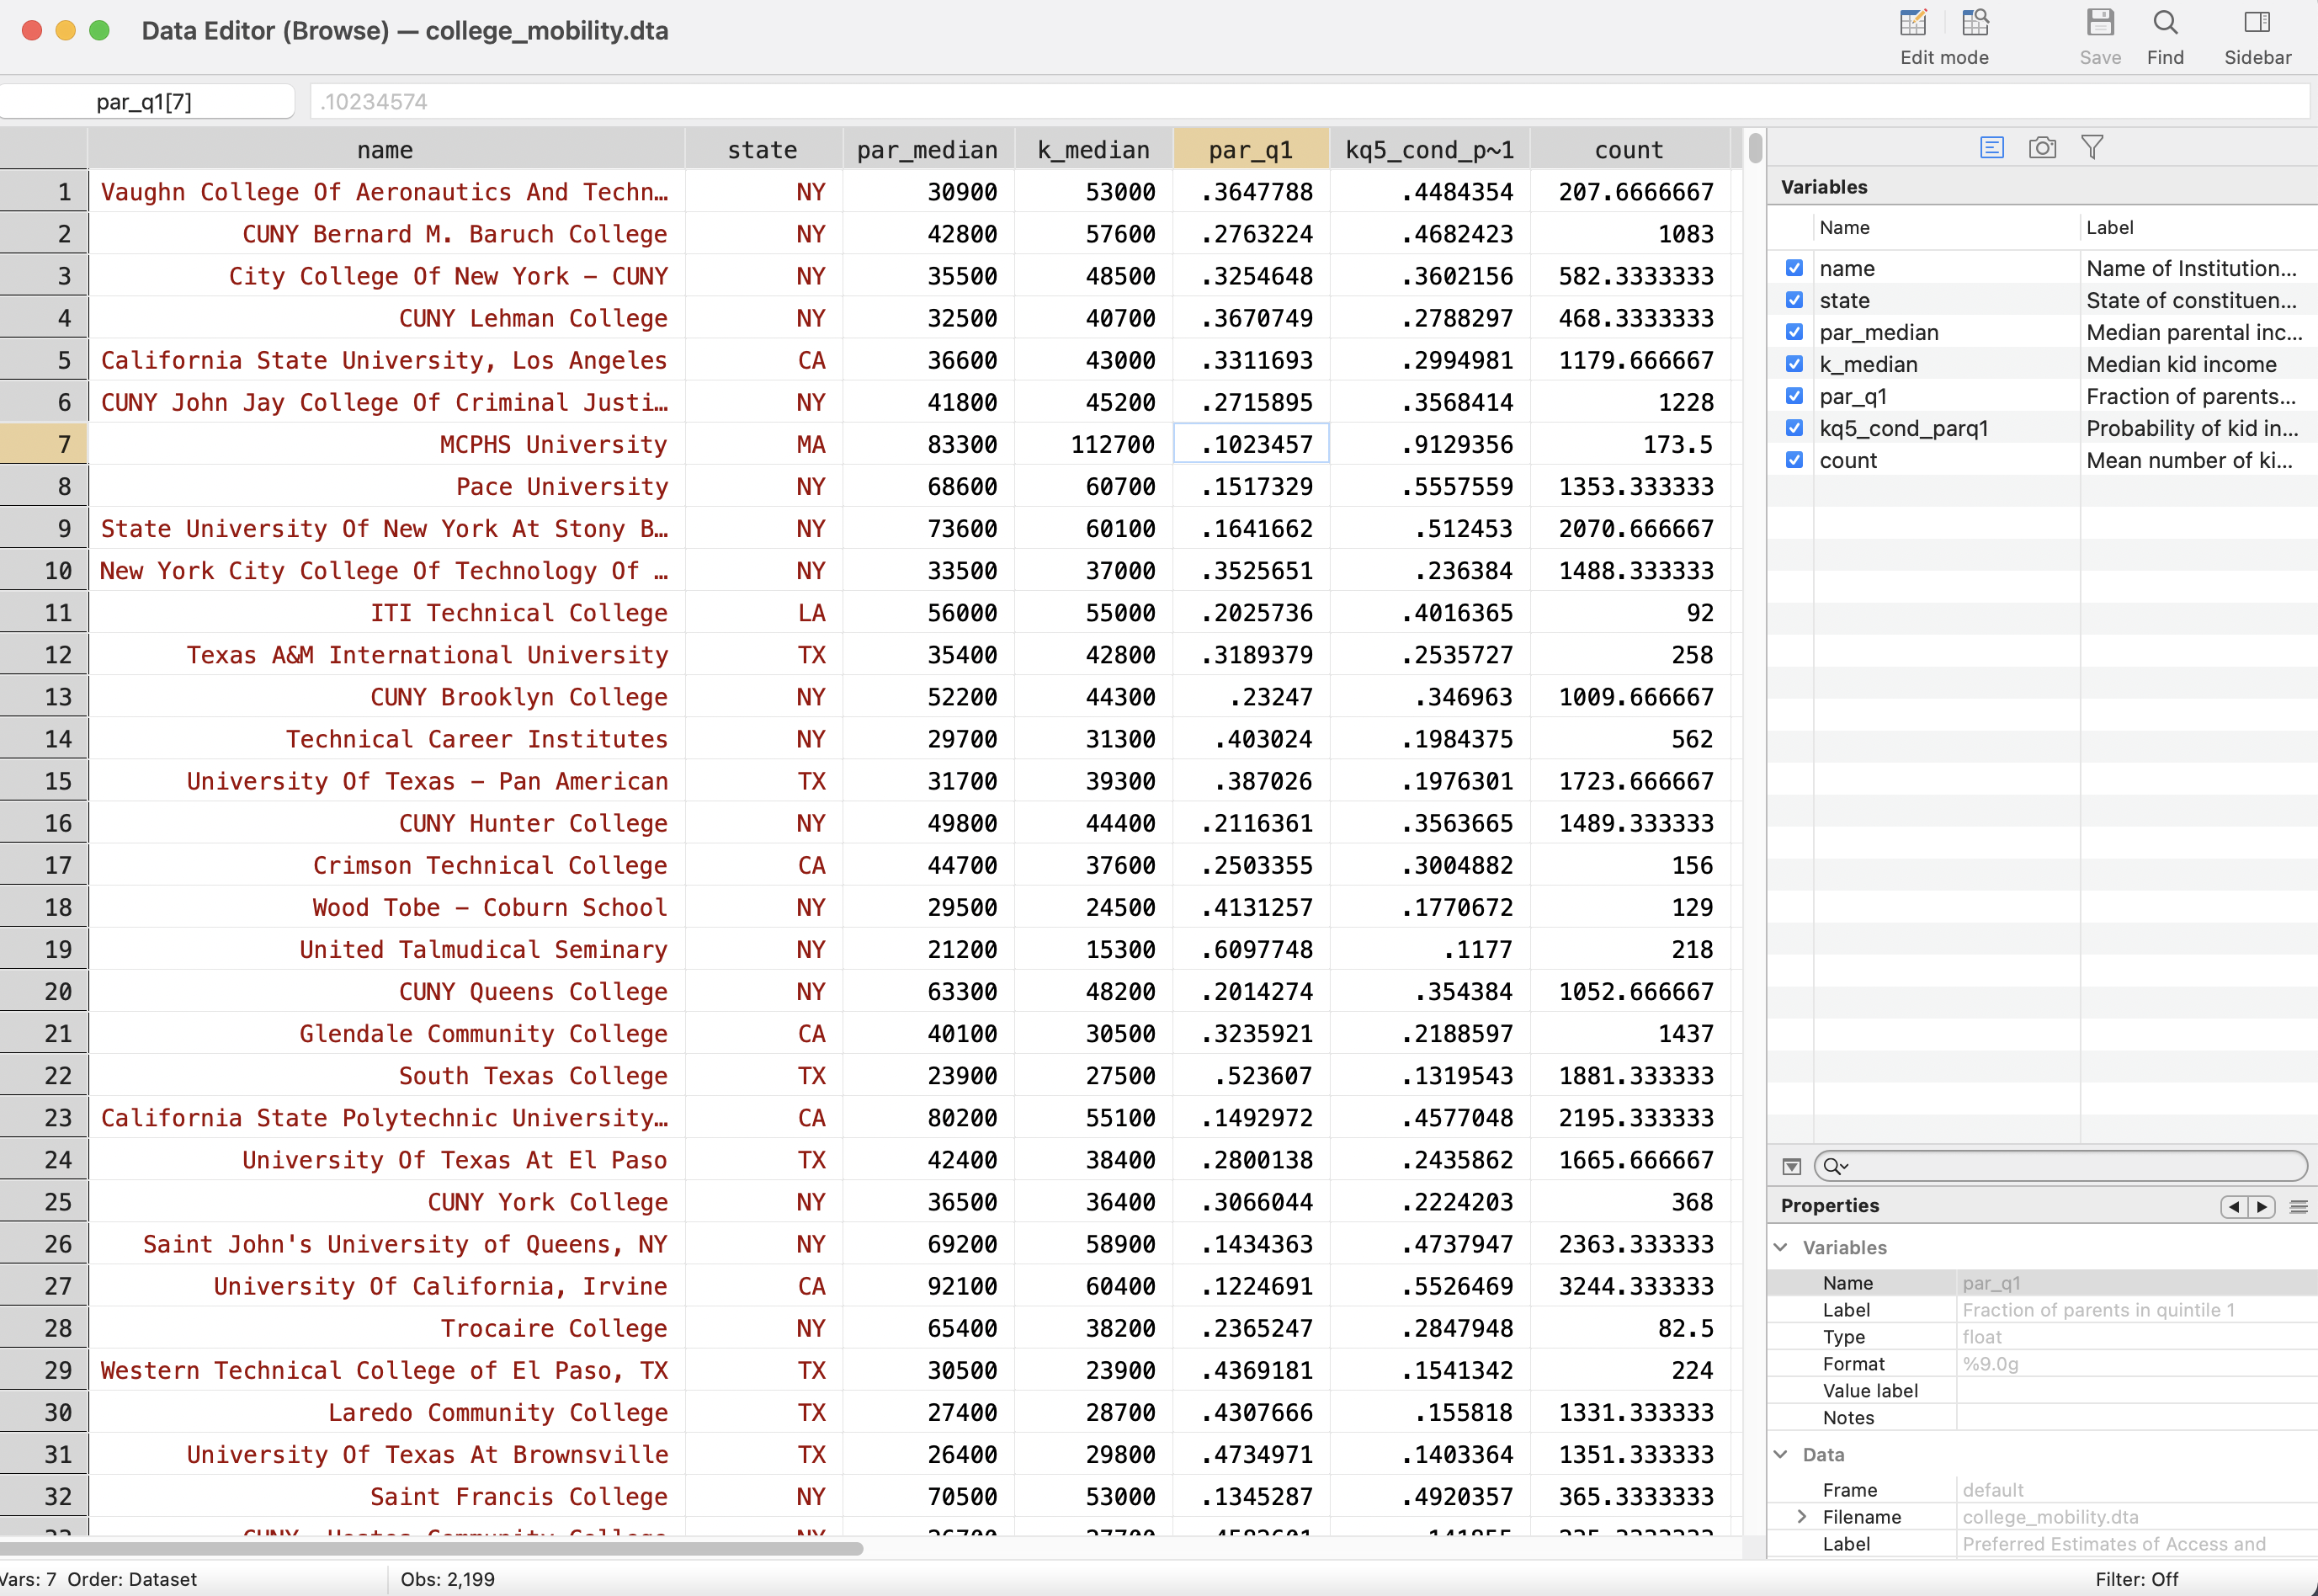 Data Editor (Browse) — college_mobility.dta
Edit mode Save Find Sidebar
par_q1[7] .10234574
name state par_median k_median par_q1 kq5_cond_p~1 count
1 Vaughn College Of Aeronautics And Techn… NY 30900 53000 .3647788 .4484354 207.6666667
2 CUNY Bernard M. Baruch College NY 42800 57600 .2763224 .4682423 1083
3 City College Of New York – CUNY NY 35500 48500 .3254648 .3602156 582.3333333
4 CUNY Lehman College NY 32500 40700 .3670749 .2788297 468.3333333
5 California State University, Los Angeles CA 36600 43000 .3311693 .2994981 1179.666667
6 CUNY John Jay College Of Criminal Justi… NY 41800 45200 .2715895 .3568414 1228
7 MCPHS University MA 83300 112700 .1023457 .9129356 173.5
8 Pace University NY 68600 60700 .1517329 .5557559 1353.333333
9 State University Of New York At Stony B… NY 73600 60100 .1641662 .512453 2070.666667
10 New York City College Of Technology Of … NY 33500 37000 .3525651 .236384 1488.333333
11 ITI Technical College LA 56000 55000 .2025736 .4016365 92
12 Texas A&M International University TX 35400 42800 .3189379 .2535727 258
13 CUNY Brooklyn College NY 52200 44300 .23247 .346963 1009.666667
14 Technical Career Institutes NY 29700 31300 .403024 .1984375 562
15 University Of Texas – Pan American TX 31700 39300 .387026 .1976301 1723.666667
16 CUNY Hunter College NY 49800 44400 .2116361 .3563665 1489.333333
17 Crimson Technical College CA 44700 37600 .2503355 .3004882 156
18 Wood Tobe – Coburn School NY 29500 24500 .4131257 .1770672 129
19 United Talmudical Seminary NY 21200 15300 .6097748 .1177 218
20 CUNY Queens College NY 63300 48200 .2014274 .354384 1052.666667
21 Glendale Community College CA 40100 30500 .3235921 .2188597 1437
22 South Texas College TX 23900 27500 .523607 .1319543 1881.333333
23 California State Polytechnic University… CA 80200 55100 .1492972 .4577048 2195.333333
24 University Of Texas At El Paso TX 42400 38400 .2800138 .2435862 1665.666667
25 CUNY York College NY 36500 36400 .3066044 .2224203 368
26 Saint John's University of Queens, NY NY 69200 58900 .1434363 .4737947 2363.333333
27 University Of California, Irvine CA 92100 60400 .1224691 .5526469 3244.333333
28 Trocaire College NY 65400 38200 .2365247 .2847948 82.5
29 Western Technical College of El Paso, TX TX 30500 23900 .4369181 .1541342 224
30 Laredo Community College TX 27400 28700 .4307666 .155818 1331.333333
31 University Of Texas At Brownsville TX 26400 29800 .4734971 .1403364 1351.333333
32 Saint Francis College NY 70500 53000 .1345287 .4920357 365.3333333
Vars: 7 Order: Dataset Obs: 2,199 Filter: Off
Variables
Name Label
name Name of Institution...
state State of constituen...
par_median Median parental inc...
k_median Median kid income
par_q1 Fraction of parents...
kq5_cond_parq1 Probability of kid in...
count Mean number of ki...
Properties
Variables
Name par_q1
Label Fraction of parents in quintile 1
Type float
Format %9.0g
Value label
Notes
Data
Frame default
Filename college_mobility.dta
Label Preferred Estimates of Access and